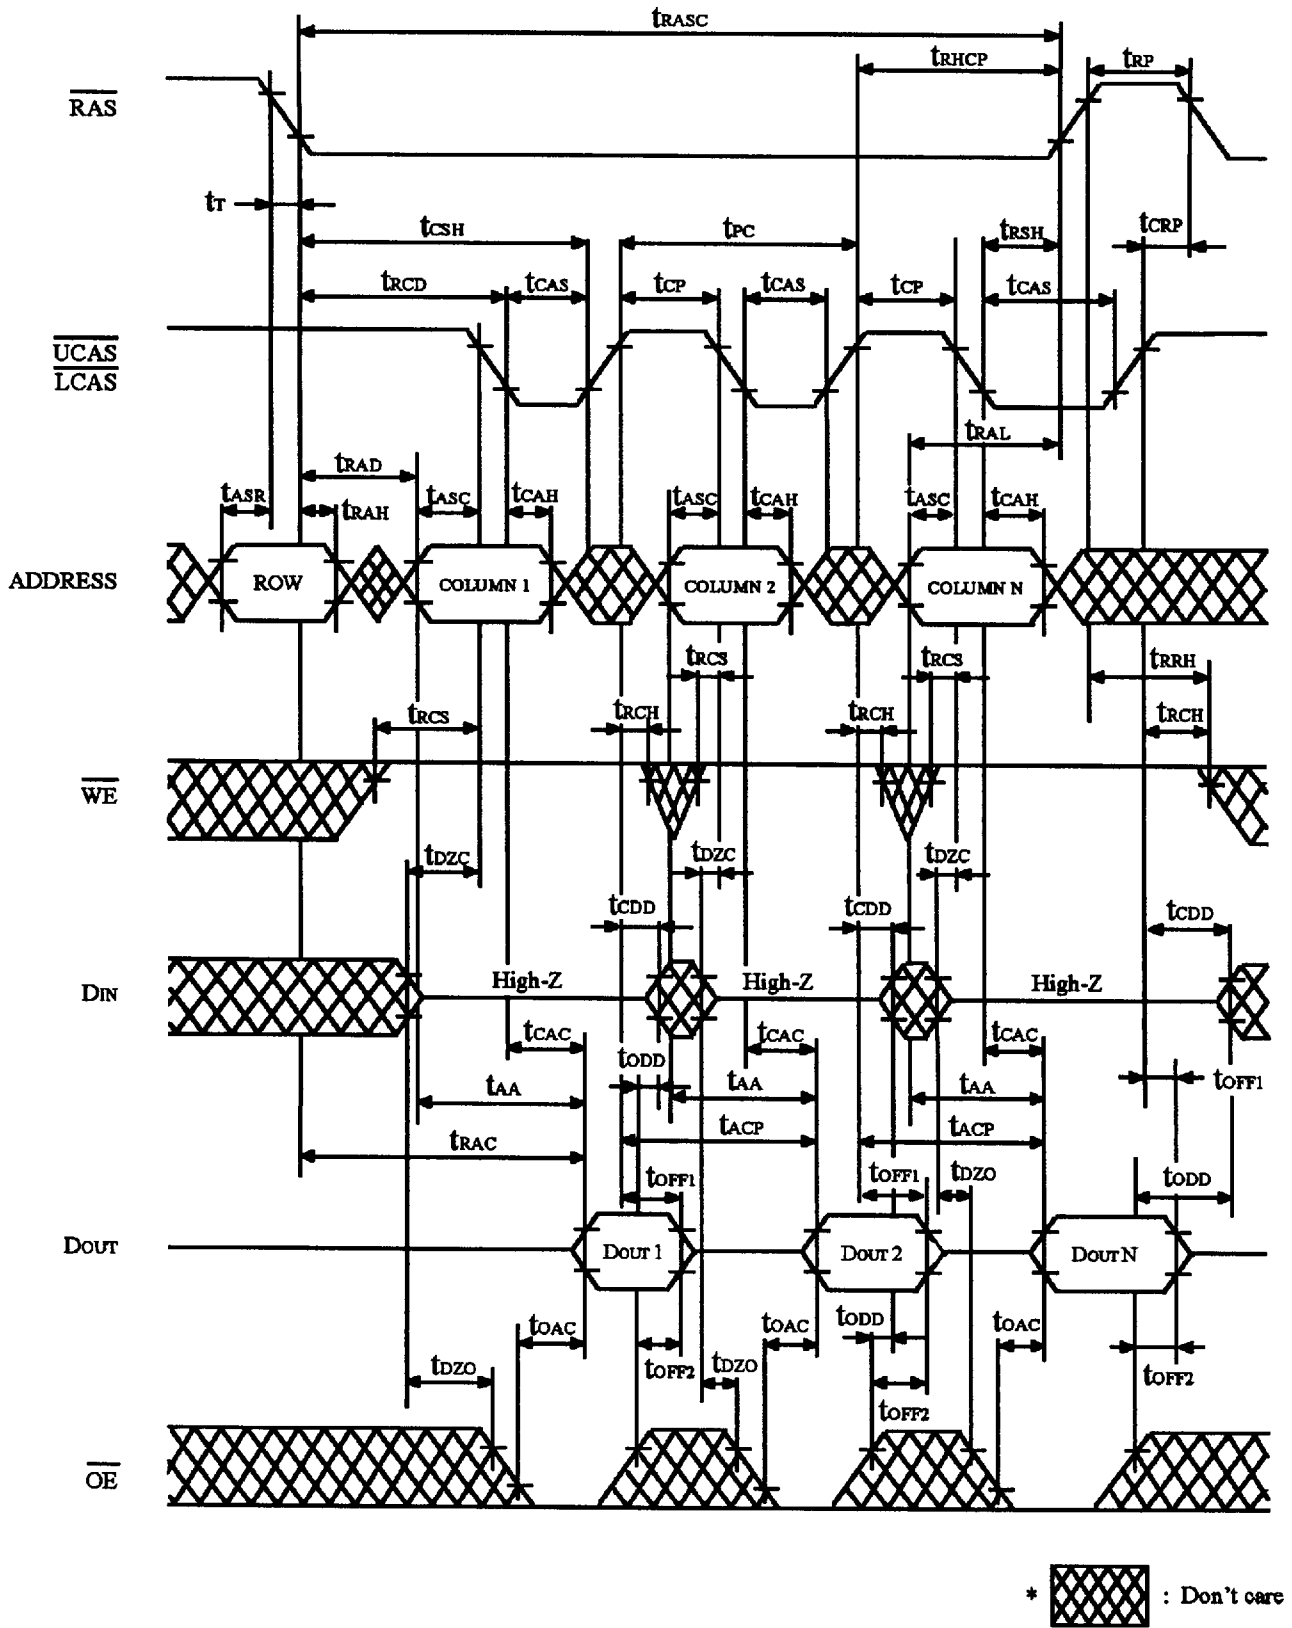 tRASC
tRHCP tRP
RAS
tT
tCSH tPC tRSH tCRP
tRCD tCAS tCP tCAS tCP tCAS
UCAS
LCAS
tRAL
tRAD
tASR tRAH tASC tCAH tASC tCAH tASC tCAH
ADDRESS ROW COLUMN 1 COLUMN 2 COLUMN N
tRCS tRCS tRRH
tRCS tRCH tRCH tRCH
WE
tDZC tDZC tDZC
tCDD tCDD tCDD
DIN High-Z High-Z High-Z
tCAC tCAC tCAC
tODD
tAA tAA tAA tOFF1
tRAC tACP tACP
tOFF1 tOFF1 tDZO tODD
DOUT DOUT 1 DOUT 2 DOUT N
tOAC tODD tOAC tOAC
tDZO tOFF2 tDZO tOFF2
tOFF2
OE
* : Don't care